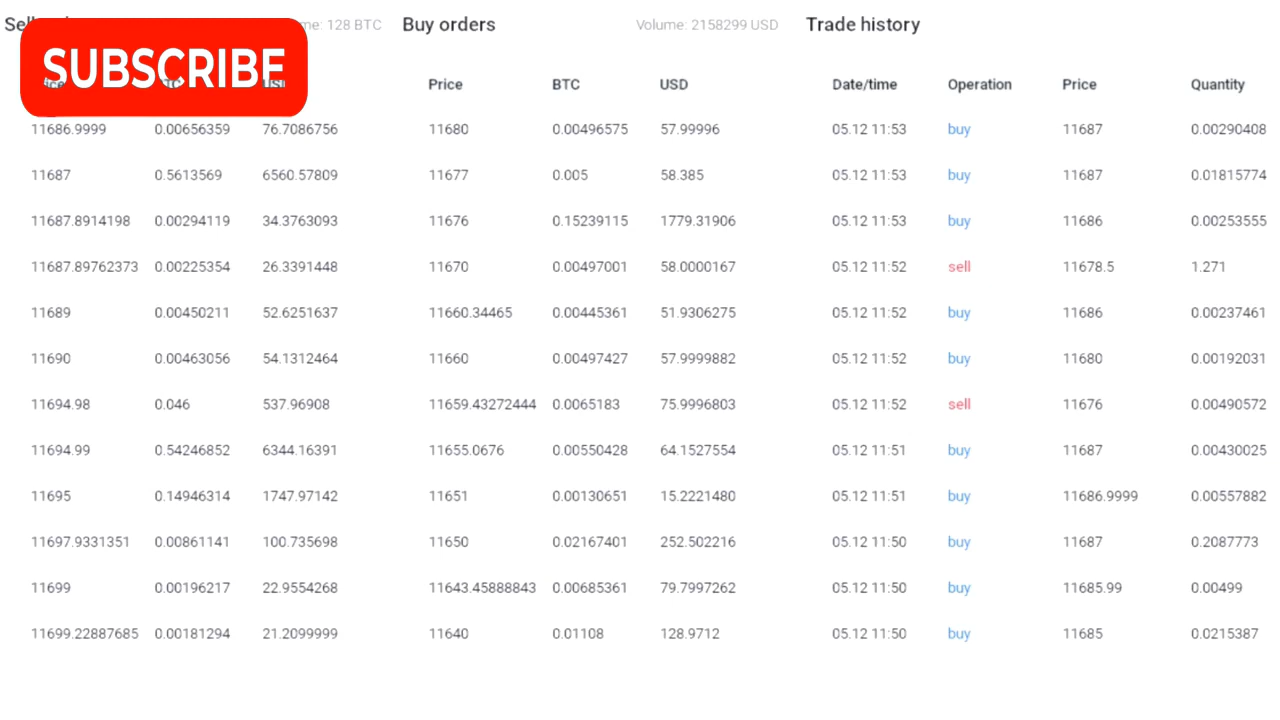 SUBSCRIBE
128 BTC Buy orders Volume: 2158299 USD Trade history
Price BTC USD Date/time Operation Price Quantity
11686.9999 0.00656359 76.7086756 11680 0.00496575 57.99996 05.12 11:53 buy 11687 0.00290408
11687 0.5613569 6560.57809 11677 0.005 58.385 05.12 11:53 buy 11687 0.01815774
11687.8914198 0.00294119 34.3763093 11676 0.15239115 1779.31906 05.12 11:53 buy 11686 0.00253555
11687.89762373 0.00225354 26.3391448 11670 0.00497001 58.0000167 05.12 11:52 sell 11678.5 1.271
11689 0.00450211 52.6251637 11660.34465 0.00445361 51.9306275 05.12 11:52 buy 11686 0.00237461
11690 0.00463056 54.1312464 11660 0.00497427 57.9999882 05.12 11:52 buy 11680 0.00192031
11694.98 0.046 537.96908 11659.43272444 0.0065183 75.9996803 05.12 11:52 sell 11676 0.00490572
11694.99 0.54246852 6344.16391 11655.0676 0.00550428 64.1527554 05.12 11:51 buy 11687 0.00430025
11695 0.14946314 1747.97142 11651 0.00130651 15.2221480 05.12 11:51 buy 11686.9999 0.00557882
11697.9331351 0.00861141 100.735698 11650 0.02167401 252.502216 05.12 11:50 buy 11687 0.2087773
11699 0.00196217 22.9554268 11643.45888843 0.00685361 79.7997262 05.12 11:50 buy 11685.99 0.00499
11699.22887685 0.00181294 21.2099999 11640 0.01108 128.9712 05.12 11:50 buy 11685 0.0215387